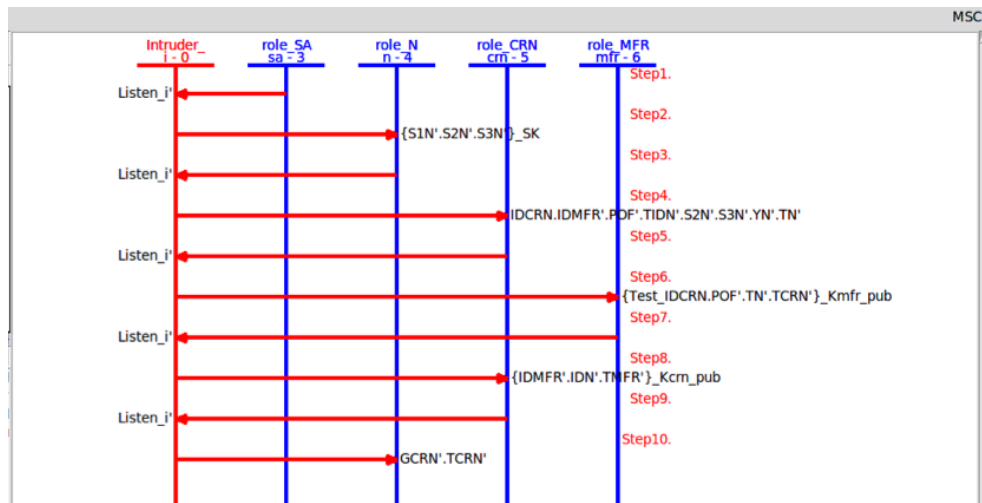 MSC
Intruder_ role_SA role_N role_CRN role_MFR
i - 0 sa - 3 n - 4 crn - 5 mfr - 6
Step1.
Listen_i'
Step2.
{S1N'.S2N'.S3N'}_SK
Step3.
Listen_i'
Step4.
IDCRN.IDMFR'.POF'.TIDN'.S2N'.S3N'.YN'.TN'
Step5.
Listen_i'
Step6.
{Test_IDCRN.POF'.TN'.TCRN'}_Kmfr_pub
Step7.
Listen_i'
Step8.
{IDMFR'.IDN'.TMFR'}_Kcrn_pub
Step9.
Listen_i'
Step10.
GCRN'.TCRN'